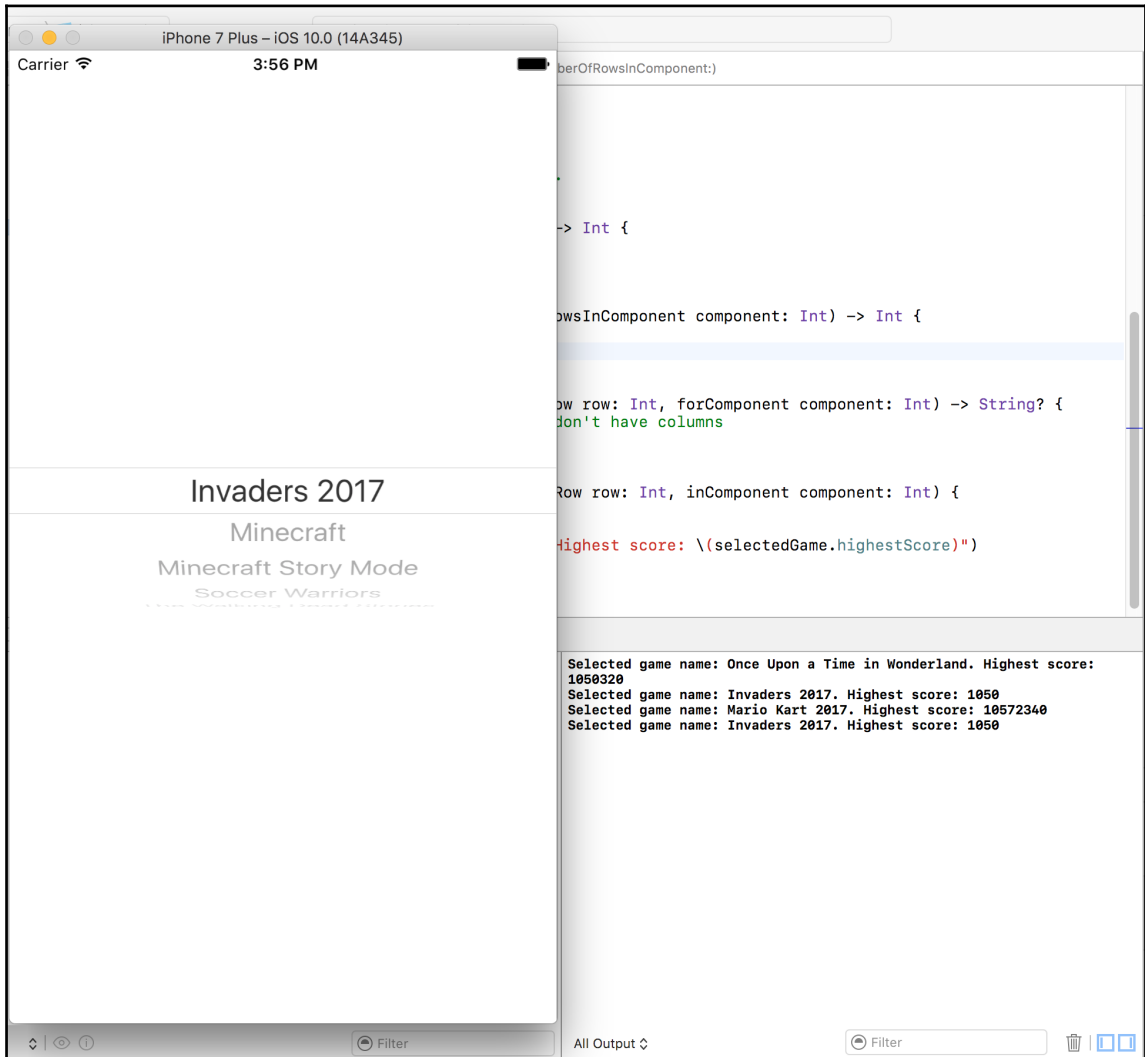 iPhone 7 Plus – iOS 10.0 (14A345)
Carrier
3:56 PM
Invaders 2017
Minecraft
Minecraft Story Mode
Soccer Warriors
berOfRowsInComponent:)
-> Int {
owsInComponent component: Int) -> Int {
ow row: Int, forComponent component: Int) -> String? {
don't have columns
Row row: Int, inComponent component: Int) {
Highest score: \(selectedGame.highestScore)")
Selected game name: Once Upon a Time in Wonderland. Highest score:
1050320
Selected game name: Invaders 2017. Highest score: 1050
Selected game name: Mario Kart 2017. Highest score: 10572340
Selected game name: Invaders 2017. Highest score: 1050
Filter
All Output
Filter